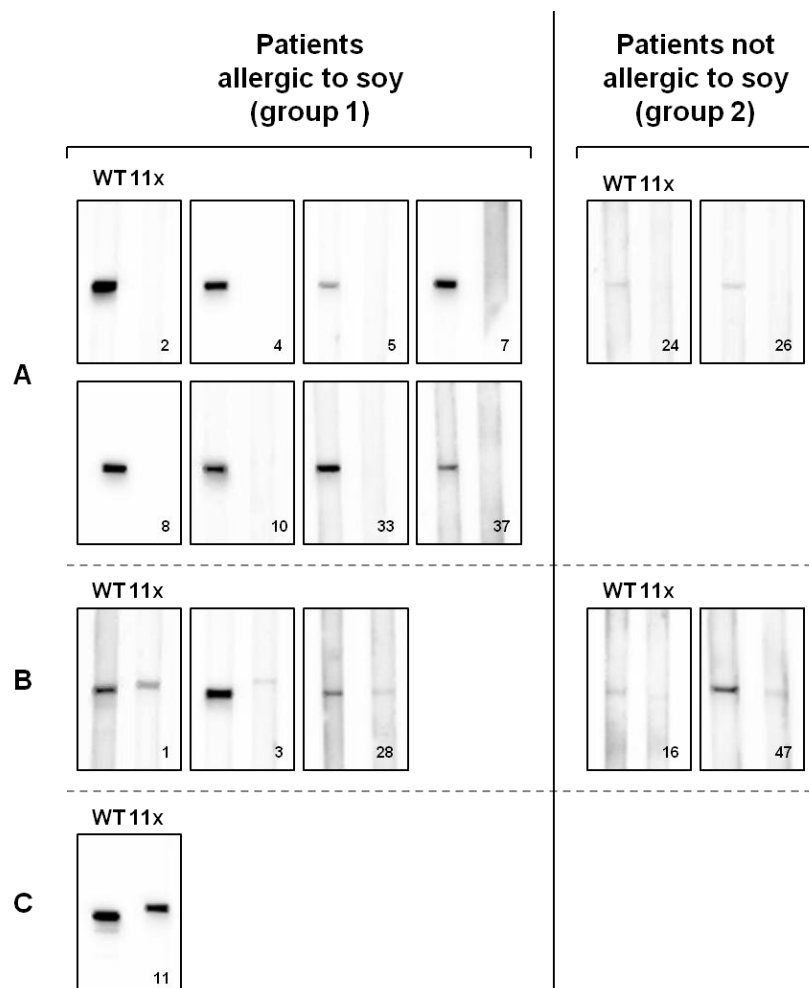 Patients
allergic to soy
(group 1)
Patients not
allergic to soy
(group 2)
WT 11x
WT 11x
A
2
4
5
7
24
26
8
10
33
37
WT 11x
WT 11x
B
1
3
28
16
47
WT 11x
C
11